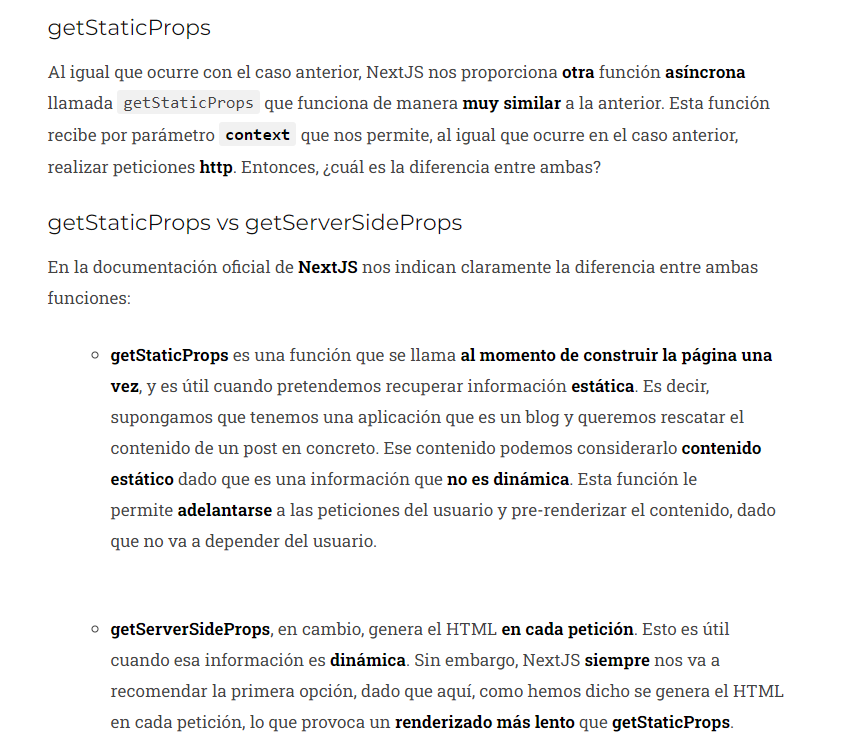 getStaticProps
Al igual que ocurre con el caso anterior, NextJS nos proporciona otra función asíncrona
llamada getStaticProps que funciona de manera muy similar a la anterior. Esta función
recibe por parámetro context que nos permite, al igual que ocurre en el caso anterior,
realizar peticiones http. Entonces, ¿cuál es la diferencia entre ambas?
getStaticProps vs getServerSideProps
En la documentación oficial de NextJS nos indican claramente la diferencia entre ambas
funciones:
getStaticProps es una función que se llama al momento de construir la página una
vez, y es útil cuando pretendemos recuperar información estática. Es decir,
supongamos que tenemos una aplicación que es un blog y queremos rescatar el
contenido de un post en concreto. Ese contenido podemos considerarlo contenido
estático dado que es una información que no es dinámica. Esta función le
permite adelantarse a las peticiones del usuario y pre-renderizar el contenido, dado
que no va a depender del usuario.
getServerSideProps, en cambio, genera el HTML en cada petición. Esto es útil
cuando esa información es dinámica. Sin embargo, NextJS siempre nos va a
recomendar la primera opción, dado que aquí, como hemos dicho se genera el HTML
en cada petición, lo que provoca un renderizado más lento que getStaticProps.